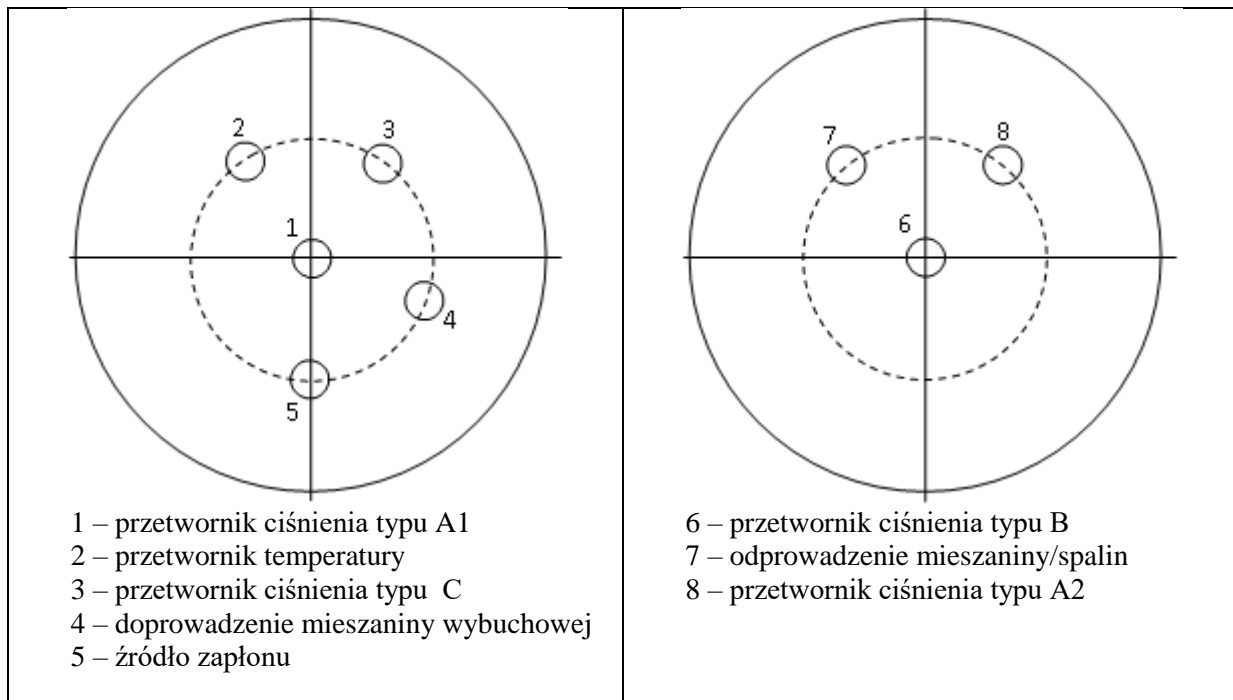 2
3
1
4
5
1 – przetwornik ciśnienia typu A1
2 – przetwornik temperatury
3 – przetwornik ciśnienia typu  C
4 – doprowadzenie mieszaniny wybuchowej
5 – źródło zapłonu
7
8
6
6 – przetwornik ciśnienia typu B
7 – odprowadzenie mieszaniny/spalin
8 – przetwornik ciśnienia typu A2